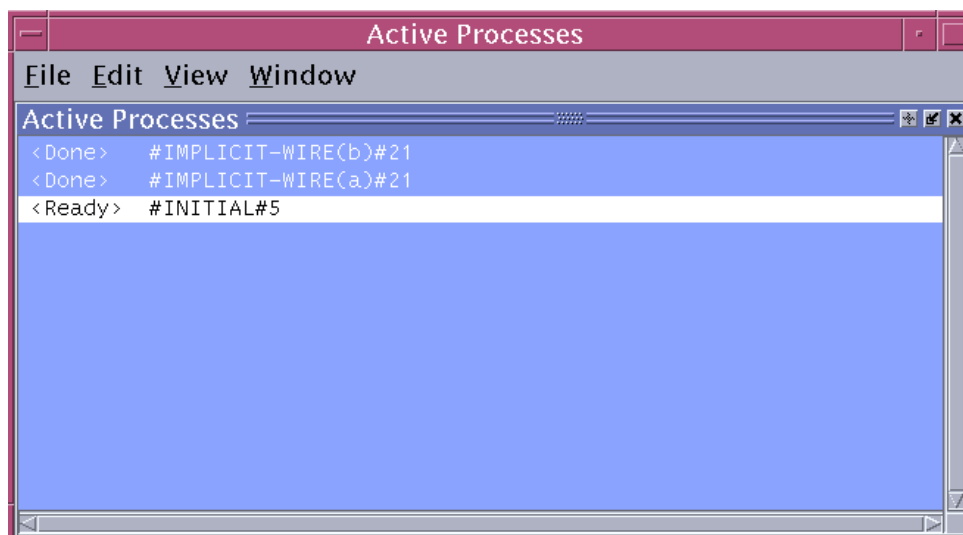 Active Processes
File Edit View Window
Active Processes
<Done> #IMPLICIT-WIRE(b)#21
<Done> #IMPLICIT-WIRE(a)#21
<Ready> #INITIAL#5